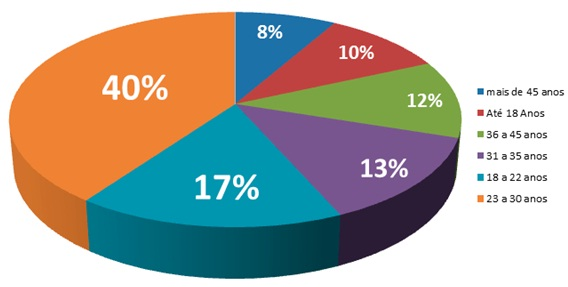 8%
10%
40%
12%
13%
17%
mais de 45 anos
Até 18 Anos
36 a 45 anos
31 a 35 anos
18 a 22 anos
23 a 30 anos